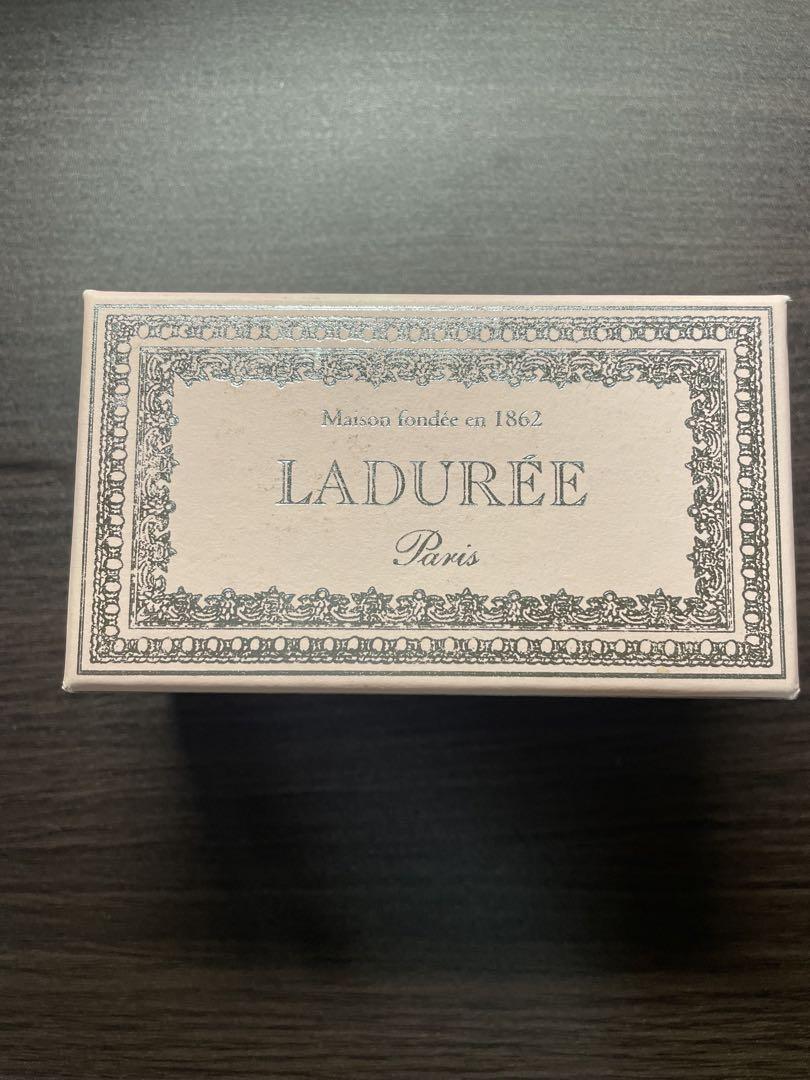 Maison fondée en 1862
LADURÉE
Paris